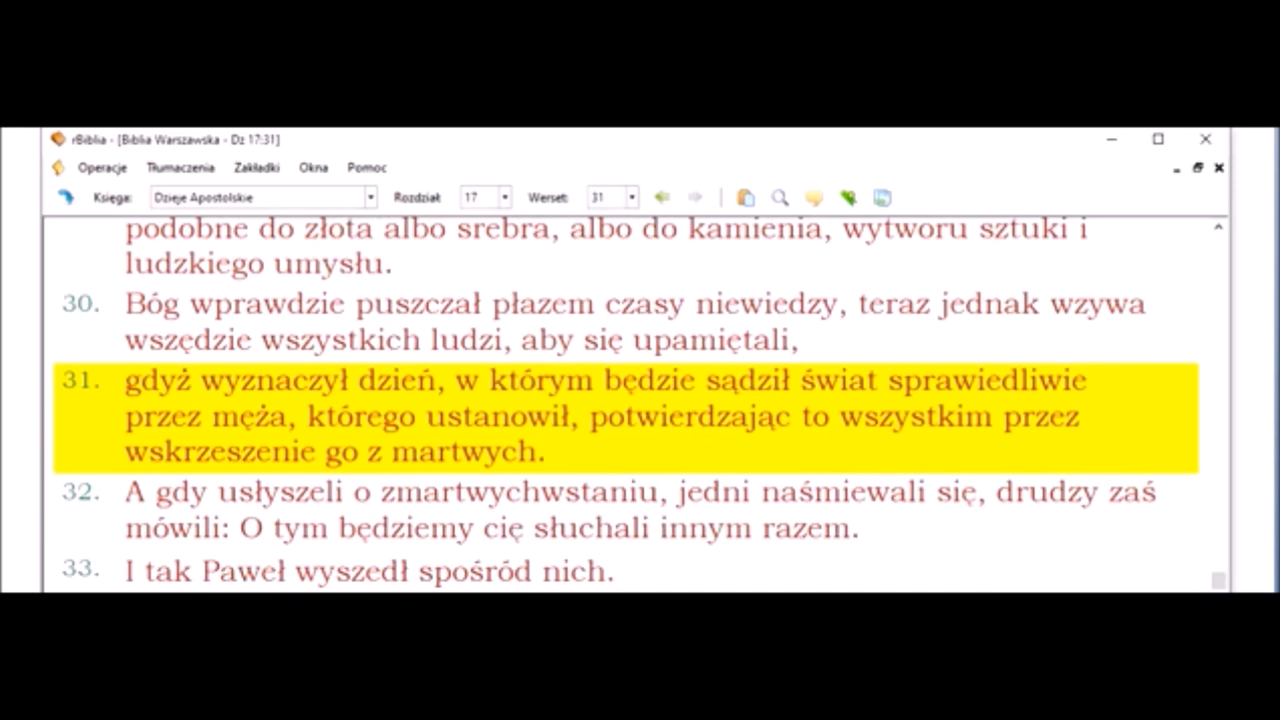 rBiblia - [Biblia Warszawska - Dz 17:31]
Operacje Tłumaczenia Zakładki Okna Pomoc
Księga: Dzieje Apostolskie Rozdział 17 Werset: 31
podobne do złota albo srebra, albo do kamienia, wytworu sztuki i
ludzkiego umysłu.
30. Bóg wprawdzie puszczał płazem czasy niewiedzy, teraz jednak wzywa
wszędzie wszystkich ludzi, aby się upamiętali,
31. gdyż wyznaczył dzień, w którym będzie sądził świat sprawiedliwie
przez męża, którego ustanowił, potwierdzając to wszystkim przez
wskrzeszenie go z martwych.
32. A gdy usłyszeli o zmartwychwstaniu, jedni naśmiewali się, drudzy zaś
mówili: O tym będziemy cię słuchali innym razem.
33. I tak Paweł wyszedł spośród nich.